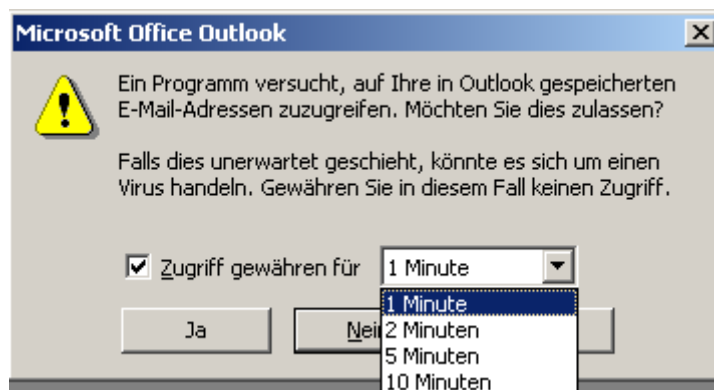 Microsoft Office Outlook
Ein Programm versucht, auf Ihre in Outlook gespeicherten
E-Mail-Adressen zuzugreifen. Möchten Sie dies zulassen?
Falls dies unerwartet geschieht, könnte es sich um einen
Virus handeln. Gewähren Sie in diesem Fall keinen Zugriff.
Zugriff gewähren für 1 Minute
1 Minute
Ja
2 Minuten
5 Minuten
10 Minuten